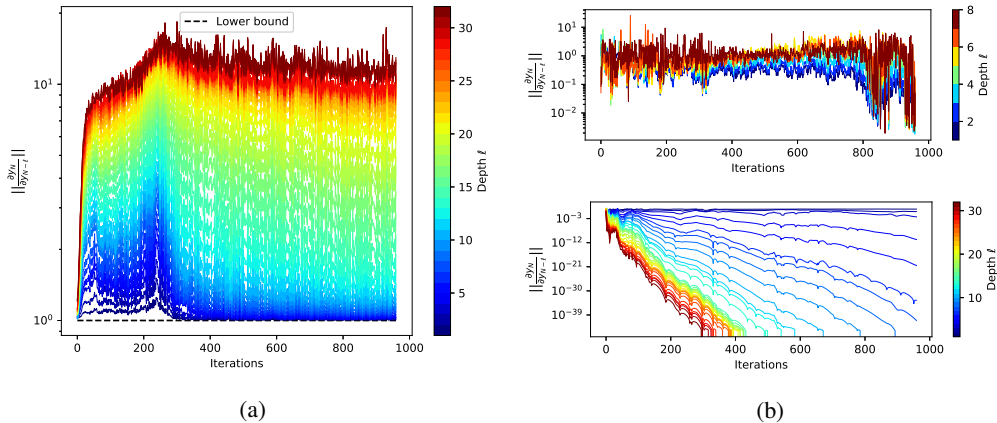 Lower bound
||∂y_N/∂y_{N−ℓ}||
10¹
10⁰
0 200 400 600 800 1000
Iterations
30
25
20
15
10
5
Depth ℓ
(a)
||∂y_N/∂y_{N−ℓ}||
10¹
10⁰
10⁻¹
10⁻²
0 200 400 600 800 1000
Iterations
8
6
4
2
Depth ℓ
||∂y_N/∂y_{N−ℓ}||
10⁻³
10⁻¹²
10⁻²¹
10⁻³⁰
10⁻³⁹
0 200 400 600 800 1000
Iterations
30
20
10
Depth ℓ
(b)